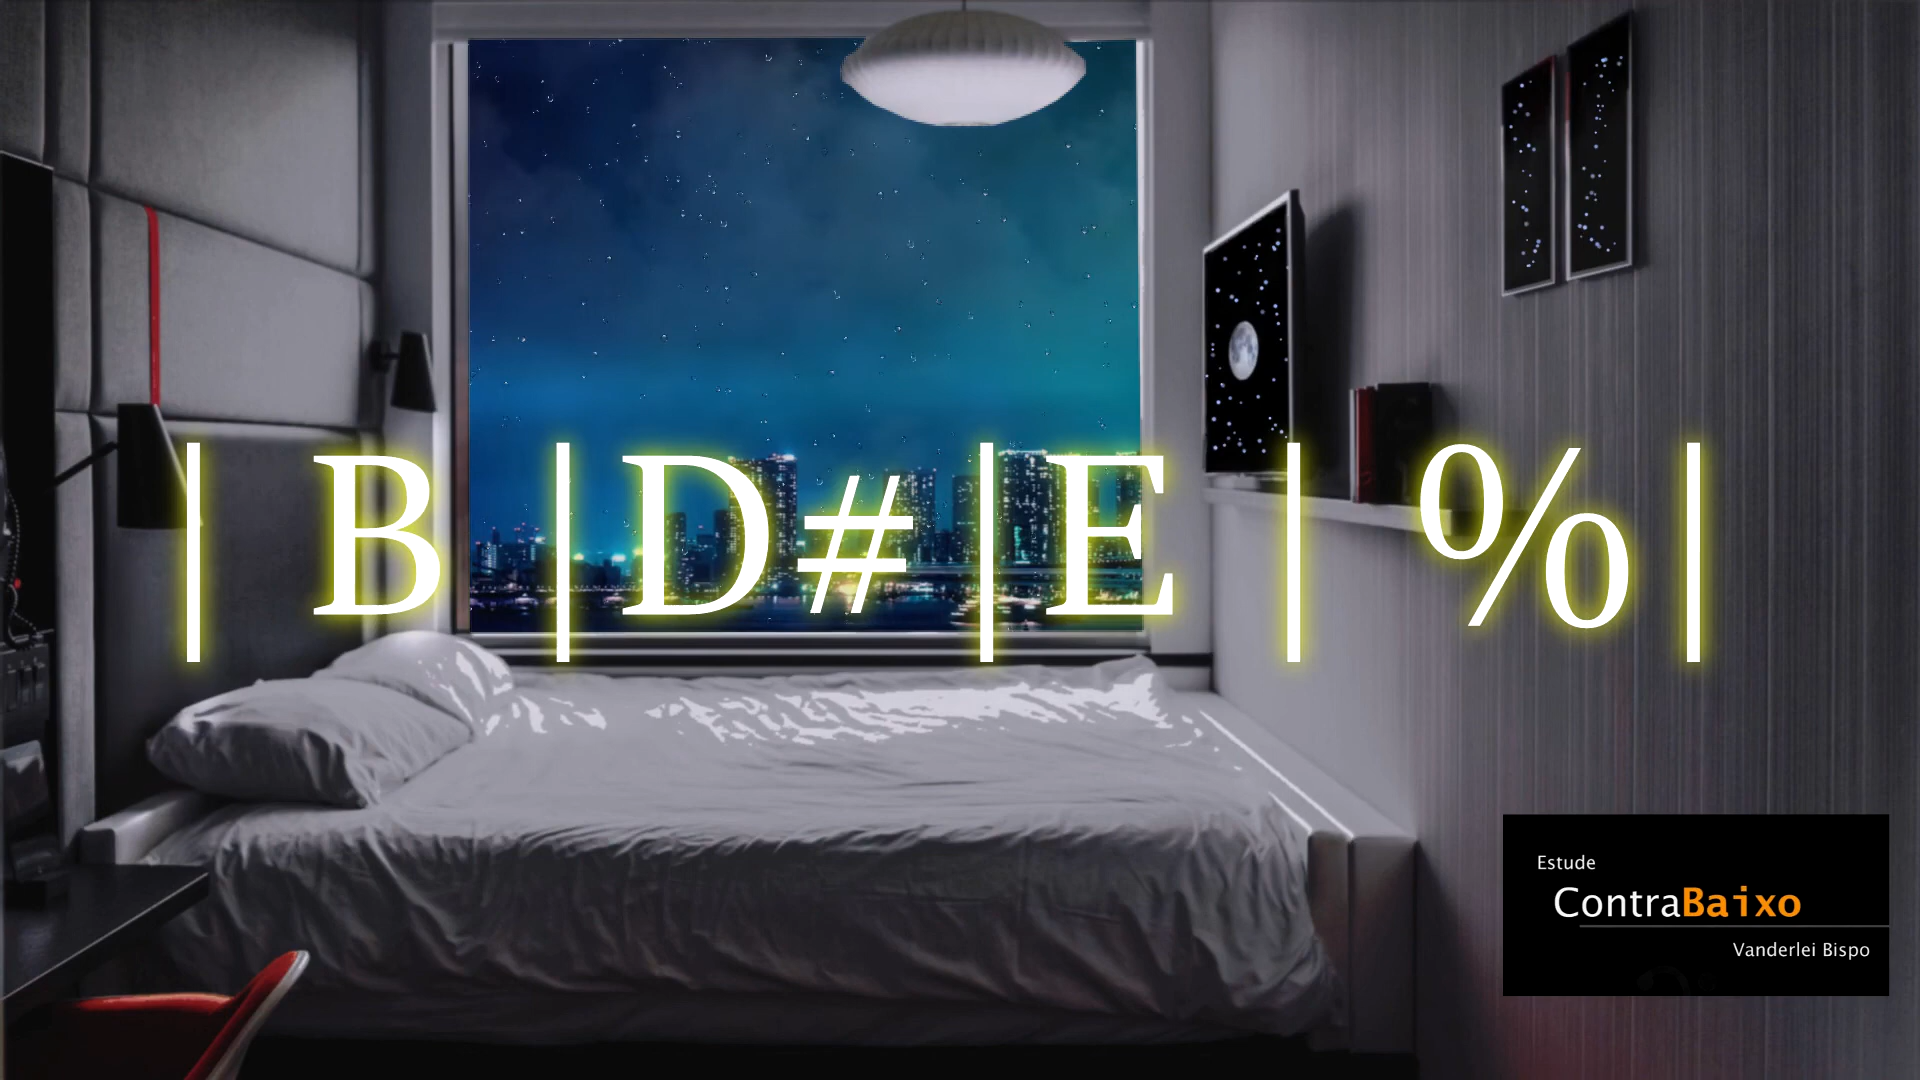 | B |D# |E | %|
Estude
ContraBaixo
Vanderlei Bispo